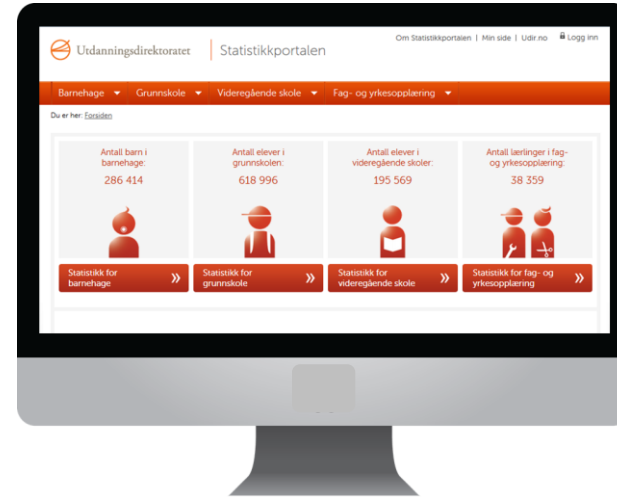 Om Statistikkportalen | Min side | Udir.no Logg inn
Utdanningsdirektoratet | Statistikkportalen
Barnehage Grunnskole Videregående skole Fag- og yrkesopplæring
Du er her: Forsiden
Antall barn i
barnehage:
286 414
Antall elever i
grunnskolen:
618 996
Antall elever i
videregående skoler:
195 569
Antall lærlinger i fag-
og yrkesopplæring:
38 359
Statistikk for
barnehage »
Statistikk for
grunnskole »
Statistikk for
videregående skole »
Statistikk for fag- og
yrkesopplæring »